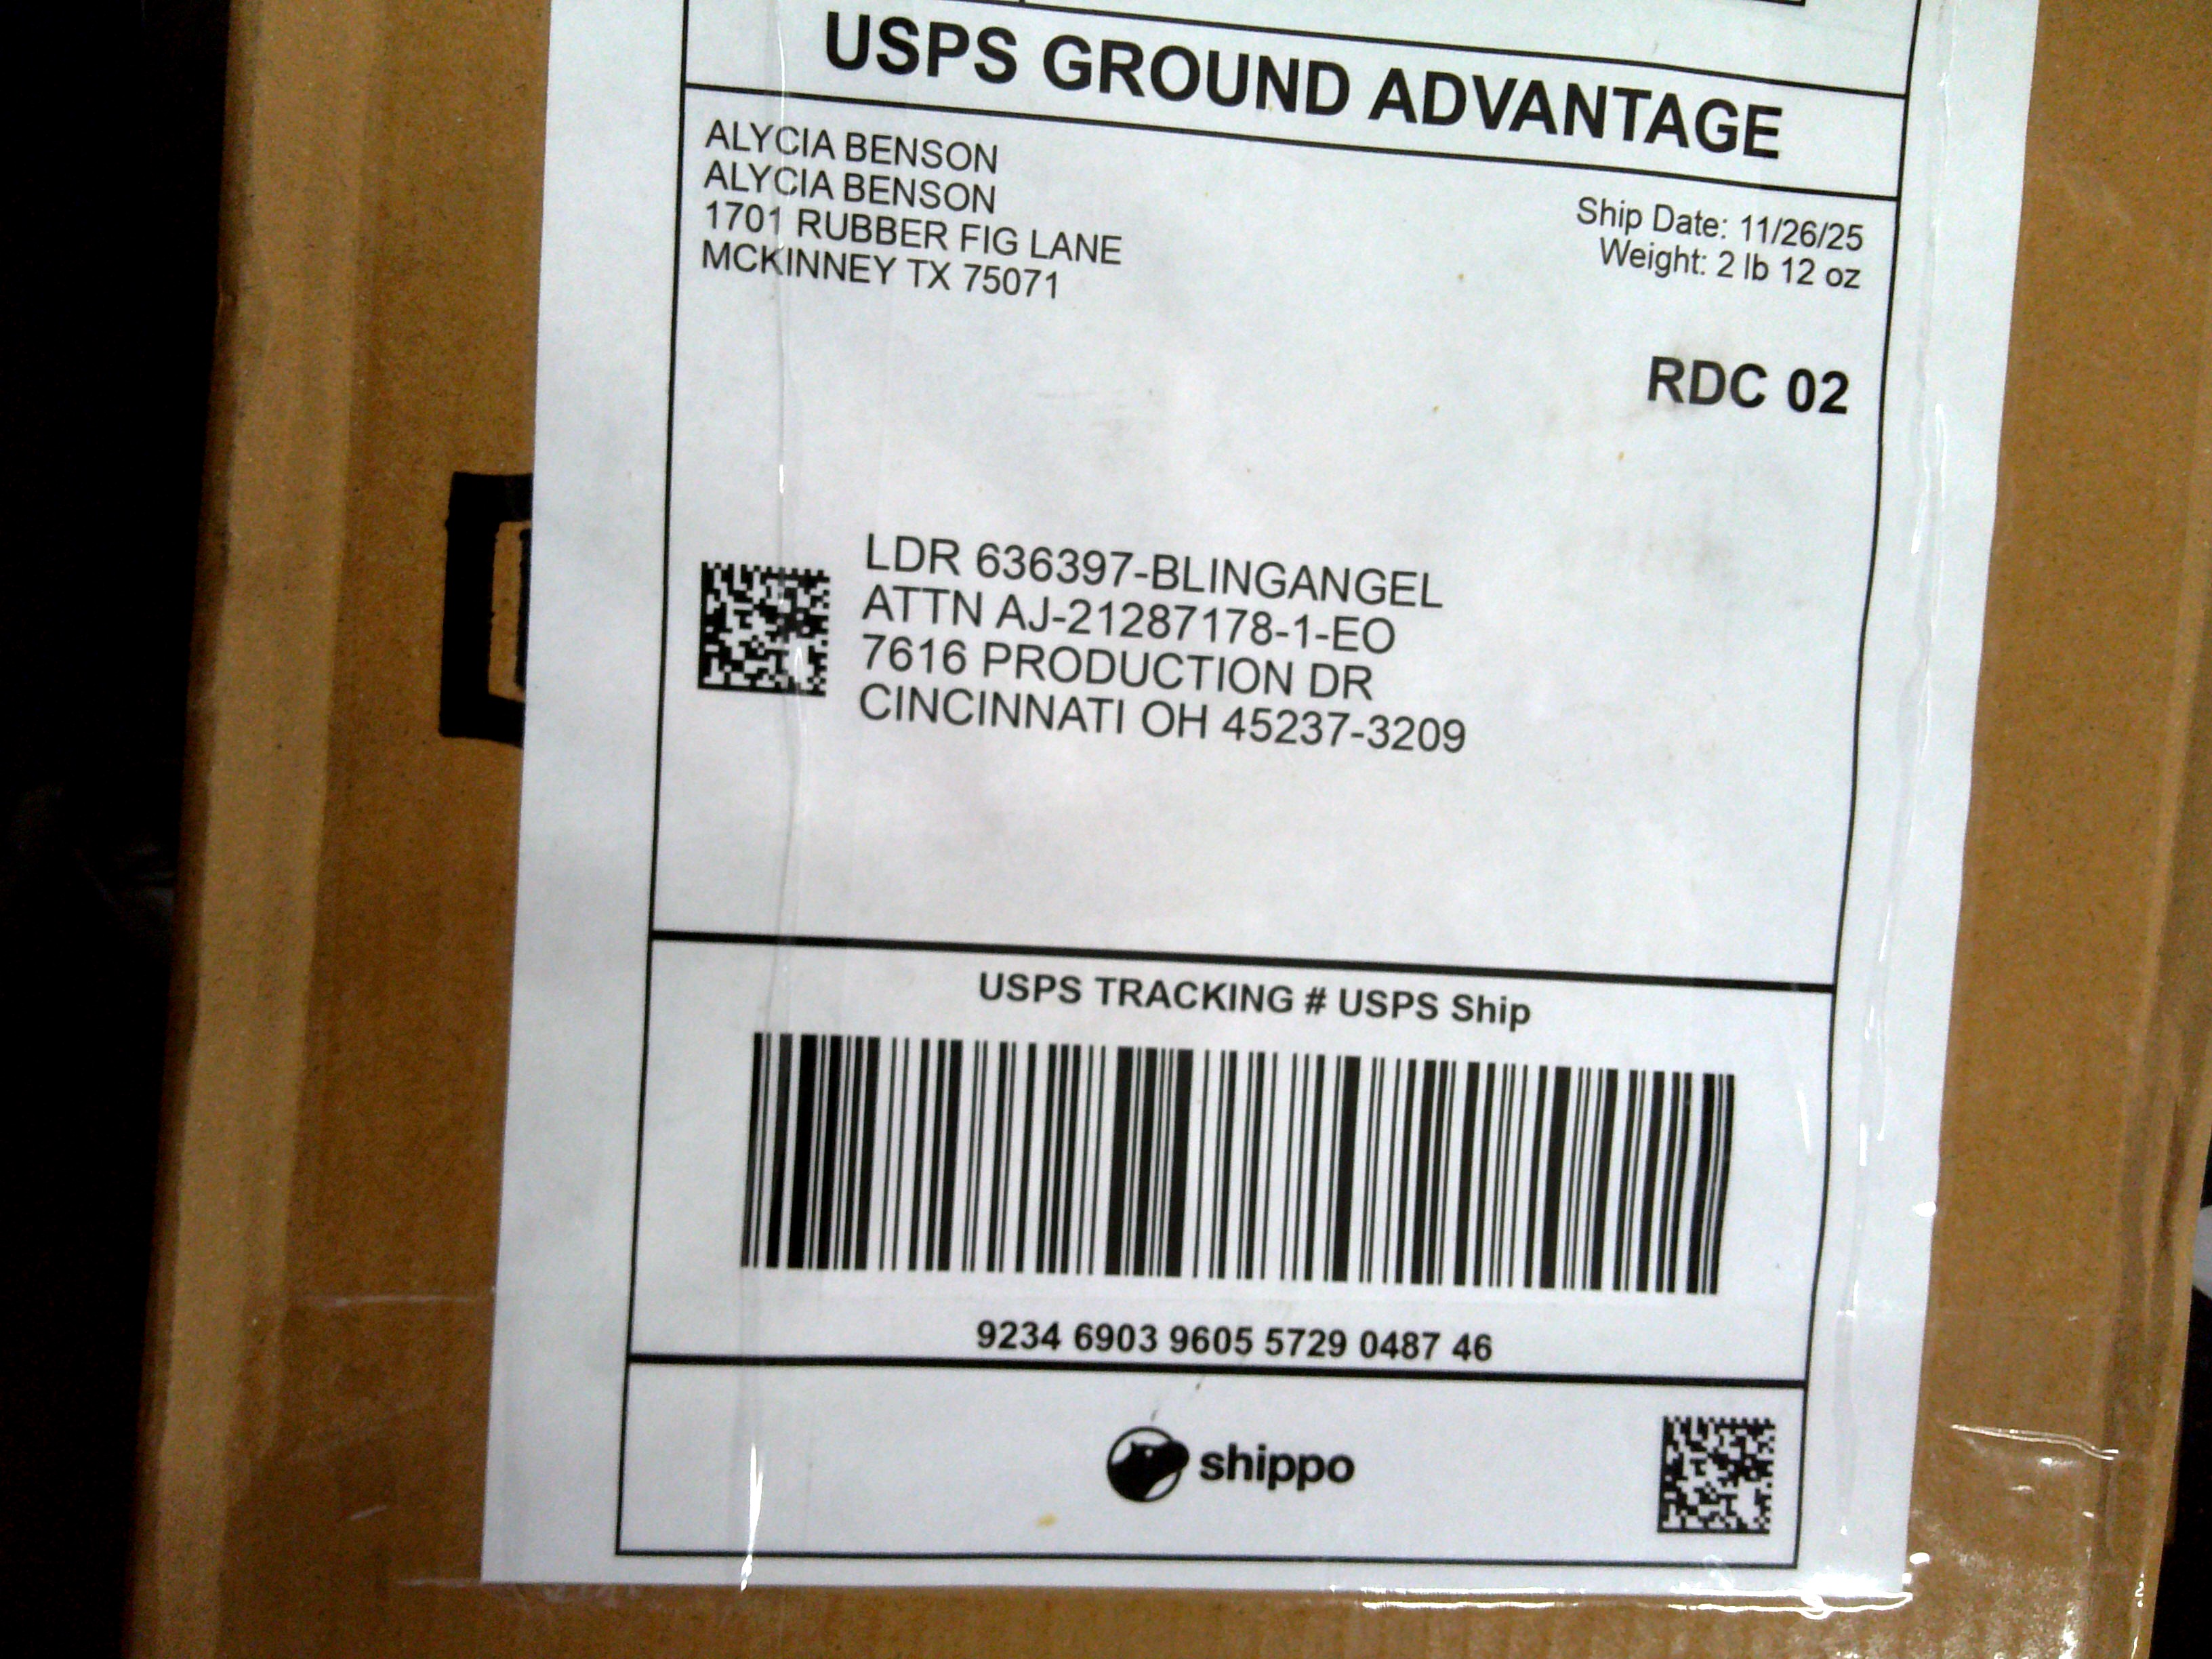 USPS GROUND ADVANTAGE
ALYCIA BENSON
ALYCIA BENSON
1701 RUBBER FIG LANE
MCKINNEY TX 75071
Ship Date: 11/26/25
Weight: 2 lb 12 oz
RDC 02
LDR 636397-BLINGANGEL
ATTN AJ-21287178-1-EO
7616 PRODUCTION DR
CINCINNATI OH 45237-3209
USPS TRACKING # USPS Ship
9234 6903 9605 5729 0487 46
shippo